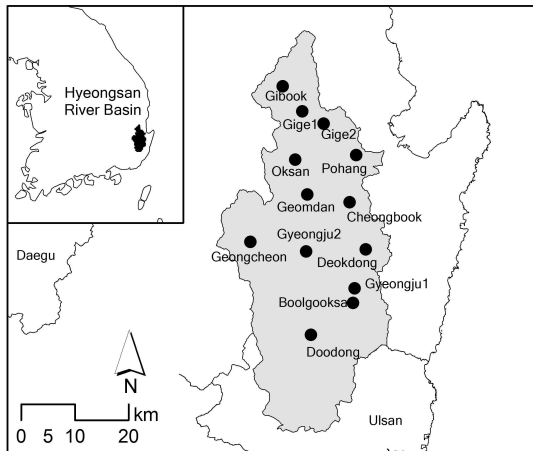 Hyeongsan
River Basin
Gibook
Gige1
Gige2
Pohang
Oksan
Geomdan
Cheongbook
Gyeongju2
Geongcheon
Deokdong
Daegu
Gyeongju1
Boolgooksa
Doodong
N
km
0 5 10 20
Ulsan